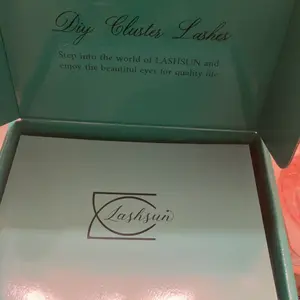 Diy Cluster Lashes
Step into the world of LASHSUN and
enjoy the beautiful eyes for quality life
Lashsun